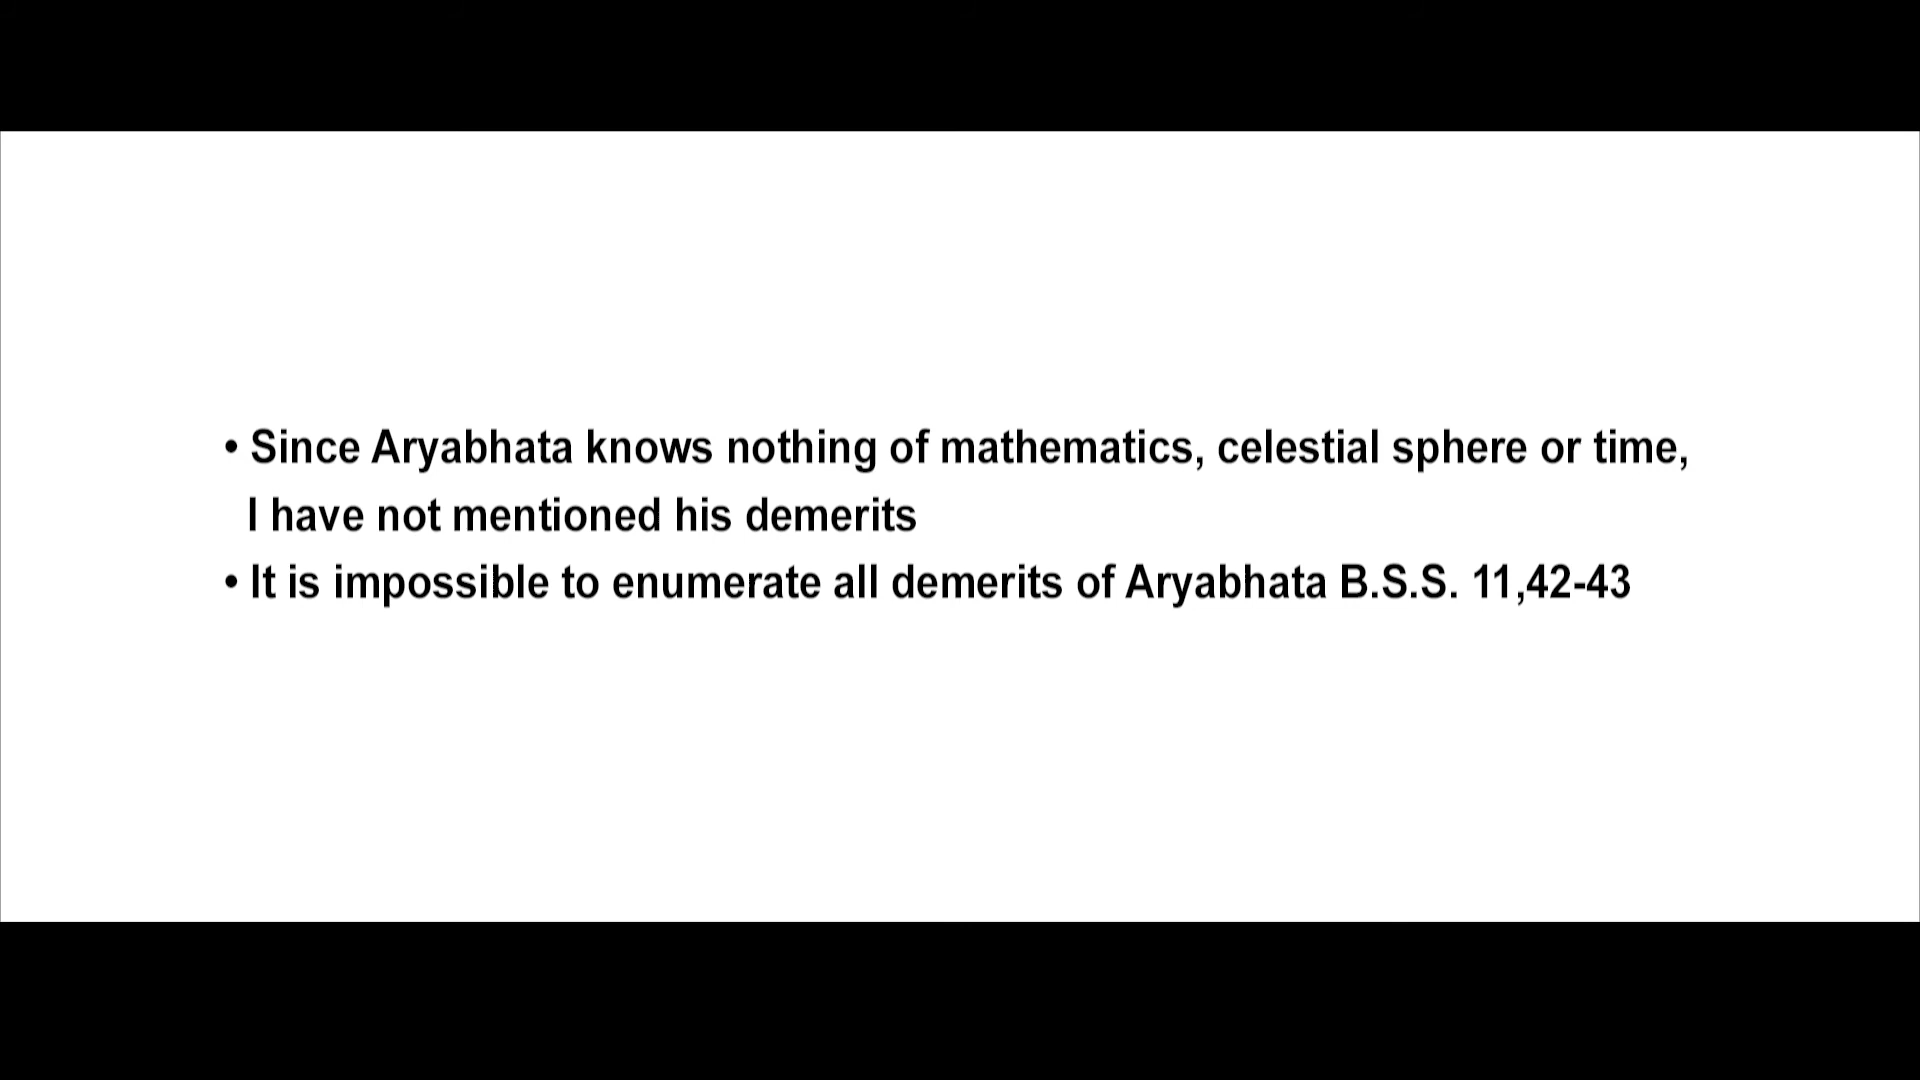 • Since Aryabhata knows nothing of mathematics, celestial sphere or time,
I have not mentioned his demerits
• It is impossible to enumerate all demerits of Aryabhata B.S.S. 11,42-43